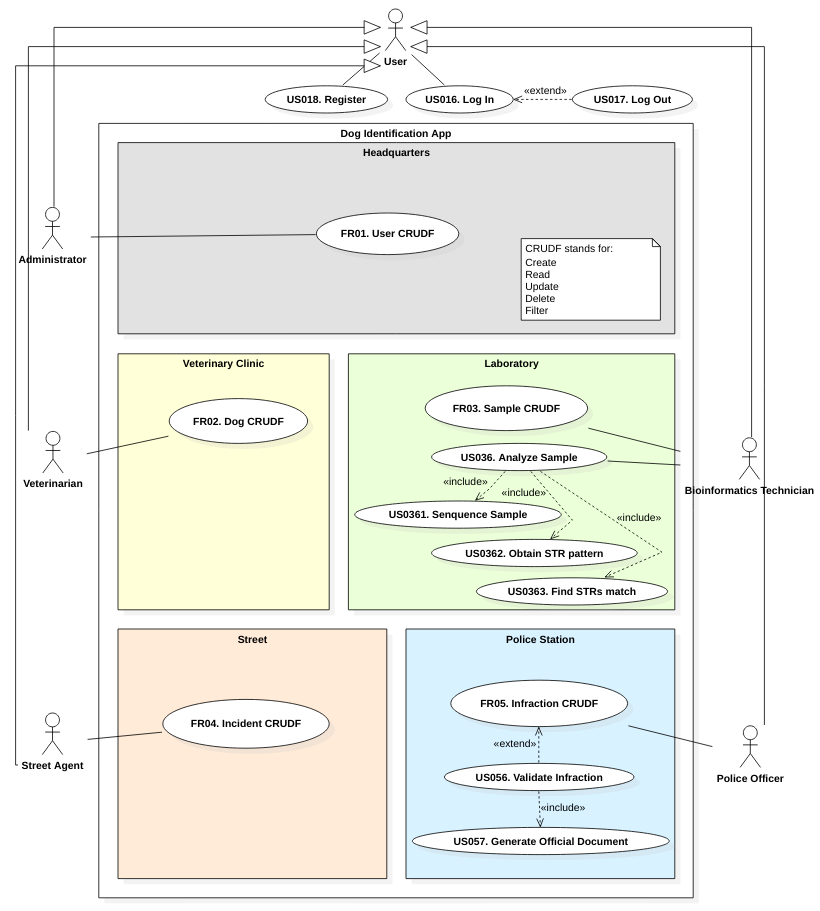 User
US018. Register
US016. Log In
«extend»
US017. Log Out
Dog Identification App
Headquarters
Administrator
FR01. User CRUDF
CRUDF stands for:
Create
Read
Update
Delete
Filter
Veterinary Clinic
FR02. Dog CRUDF
Veterinarian
Laboratory
FR03. Sample CRUDF
US036. Analyze Sample
«include»
«include»
«include»
US0361. Senquence Sample
US0362. Obtain STR pattern
US0363. Find STRs match
Bioinformatics Technician
Street
FR04. Incident CRUDF
Street Agent
Police Station
FR05. Infraction CRUDF
«extend»
US056. Validate Infraction
«include»
US057. Generate Official Document
Police Officer